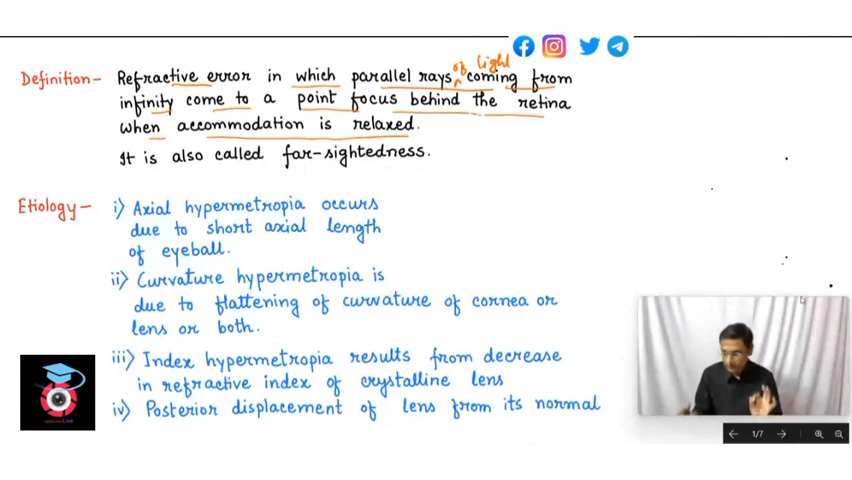 of light
Definition- Refractive error in which parallel rays coming from
infinity come to a point focus behind the retina
when accommodation is relaxed.
It is also called far-sightedness.
Etiology- i) Axial hypermetropia occurs
due to short axial length
of eyeball.
ii) Curvature hypermetropia is
due to flattening of curvature of cornea or
lens or both.
iii) Index hypermetropia results from decrease
in refractive index of crystalline lens
iv) Posterior displacement of lens from its normal
1/7